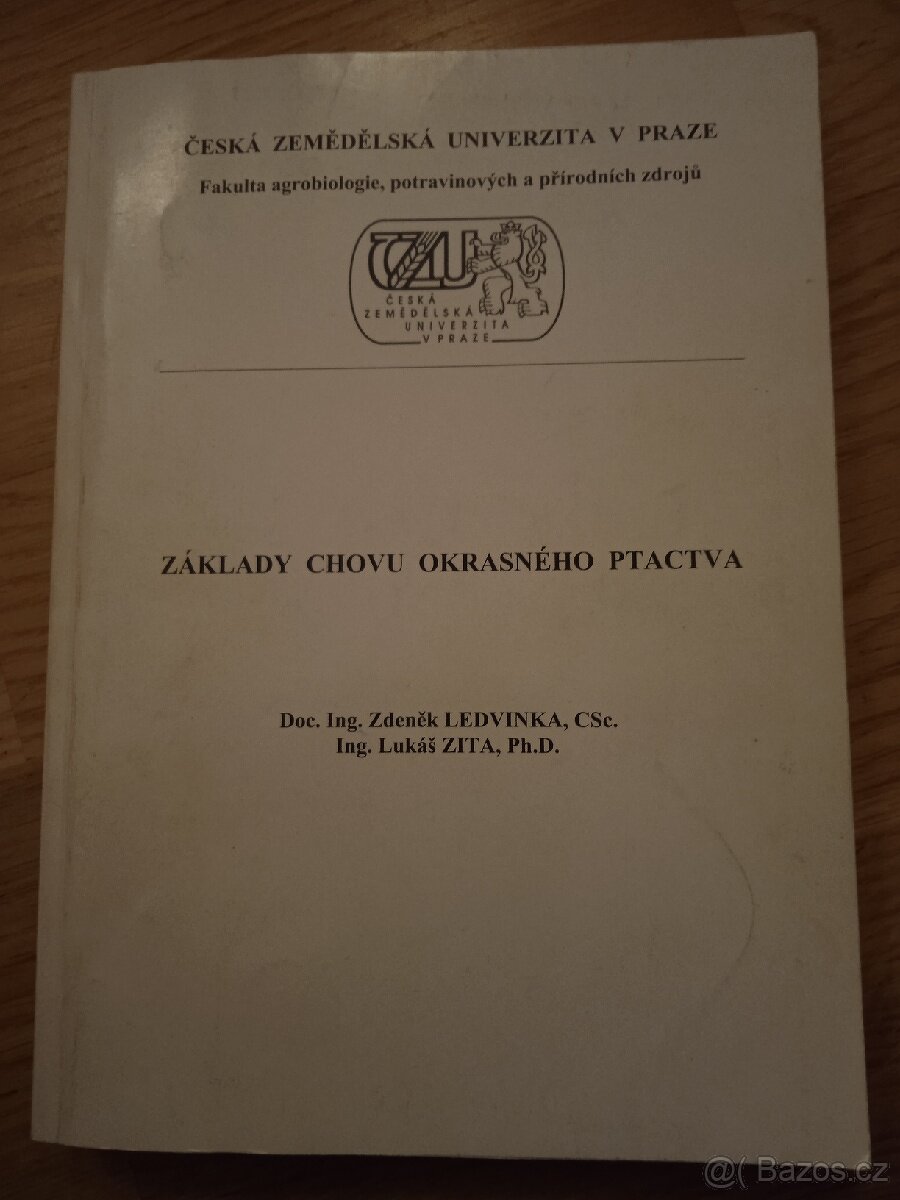 ČESKÁ ZEMĚDĚLSKÁ UNIVERZITA V PRAZE
Fakulta agrobiologie, potravinových a přírodních zdrojů
ČZU
ČESKÁ
ZEMĚDĚLSKÁ
UNIVERZITA
V PRAZE
ZÁKLADY CHOVU OKRASNÉHO PTACTVA
Doc. Ing. Zdeněk LEDVINKA, CSc.
Ing. Lukáš ZITA, Ph.D.
@( Bazos.cz